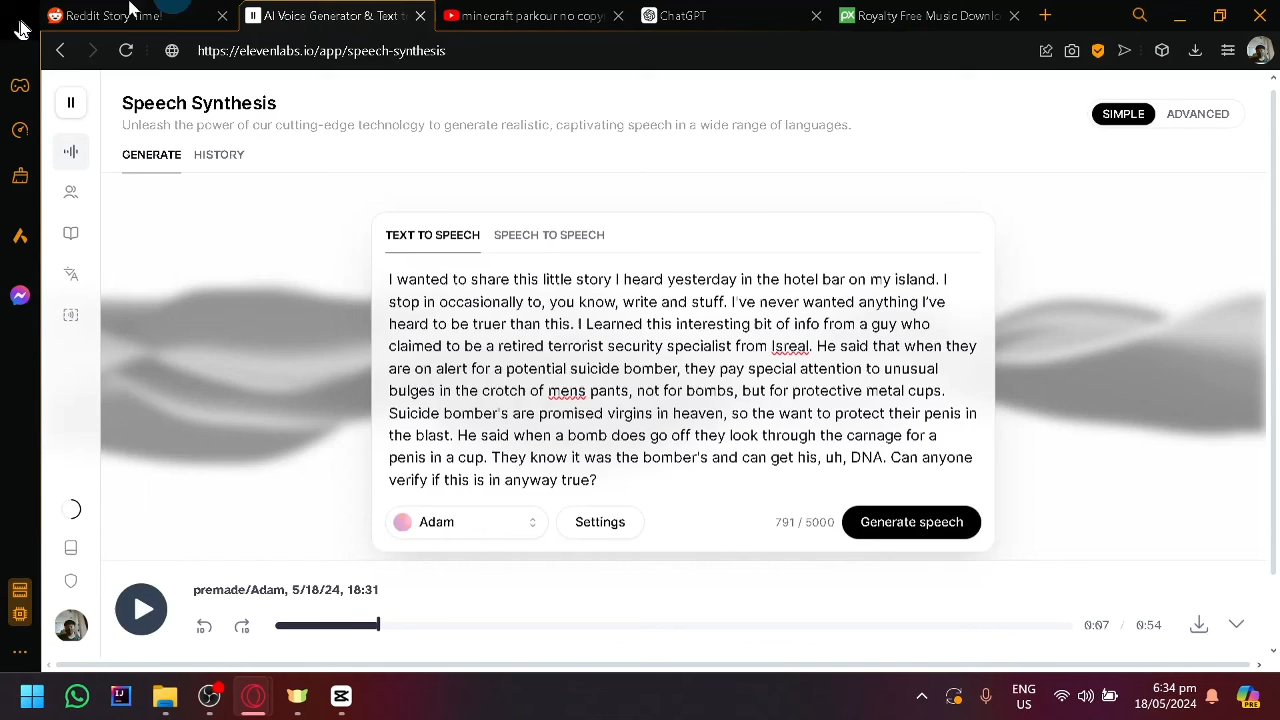 Reddit Story Time!
AI Voice Generator & Text to
minecraft parkour no copy
ChatGPT
Royalty Free Music Downlo
https://elevenlabs.io/app/speech-synthesis
Speech Synthesis
SIMPLE
ADVANCED
Unleash the power of our cutting-edge technology to generate realistic, captivating speech in a wide range of languages.
GENERATE
HISTORY
TEXT TO SPEECH
SPEECH TO SPEECH
I wanted to share this little story I heard yesterday in the hotel bar on my island. I
stop in occasionally to, you know, write and stuff. I've never wanted anything I've
heard to be truer than this. I Learned this interesting bit of info from a guy who
claimed to be a retired terrorist security specialist from Isreal. He said that when they
are on alert for a potential suicide bomber, they pay special attention to unusual
bulges in the crotch of mens pants, not for bombs, but for protective metal cups.
Suicide bomber's are promised virgins in heaven, so the want to protect their penis in
the blast. He said when a bomb does go off they look through the carnage for a
penis in a cup. They know it was the bomber's and can get his, uh, DNA. Can anyone
verify if this is in anyway true?
Adam
Settings
791 / 5000
Generate speech
premade/Adam, 5/18/24, 18:31
10
10
0:07 / 0:54
ENG
US
6:34 pm
18/05/2024
PRE